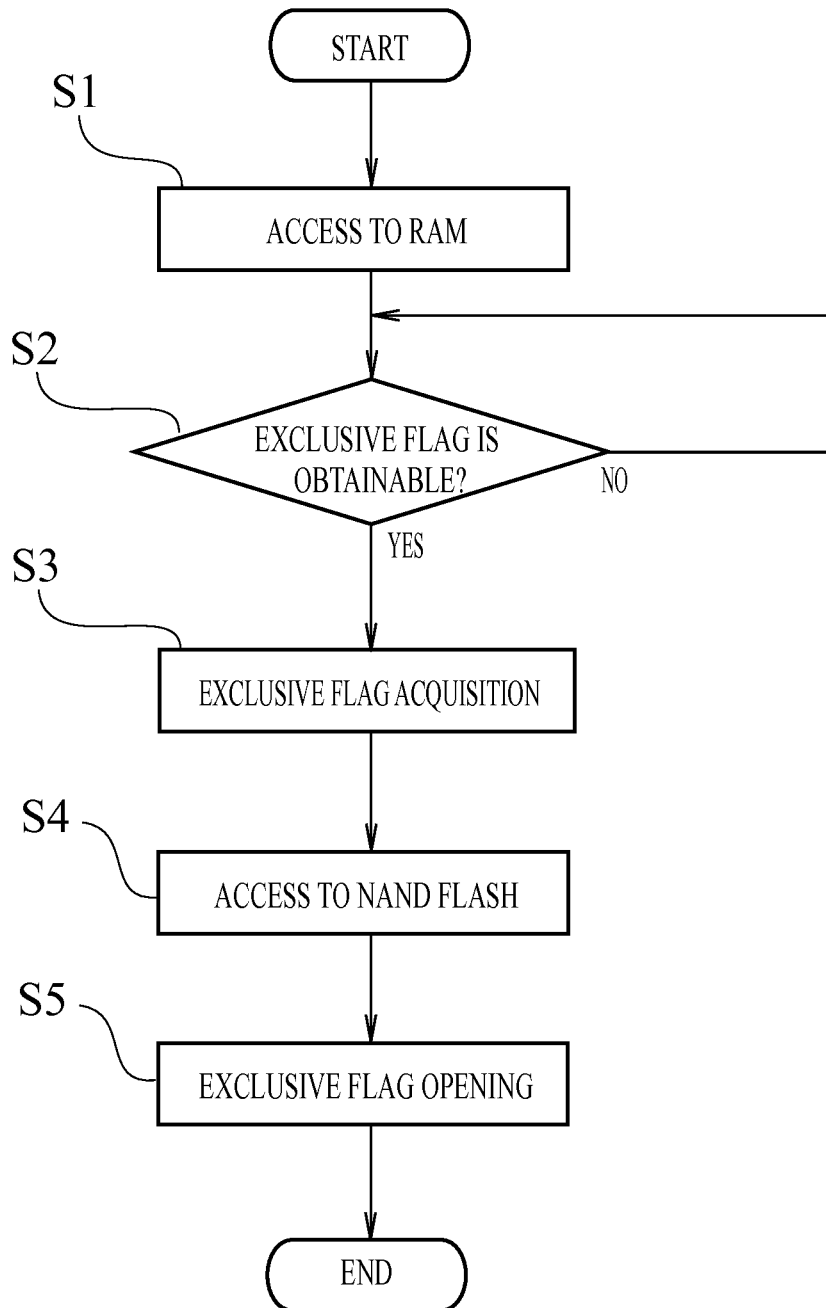 START
S1
ACCESS TO RAM
S2
EXCLUSIVE FLAG IS
OBTAINABLE?
NO
YES
S3
EXCLUSIVE FLAG ACQUISITION
S4
ACCESS TO NAND FLASH
S5
EXCLUSIVE FLAG OPENING
END